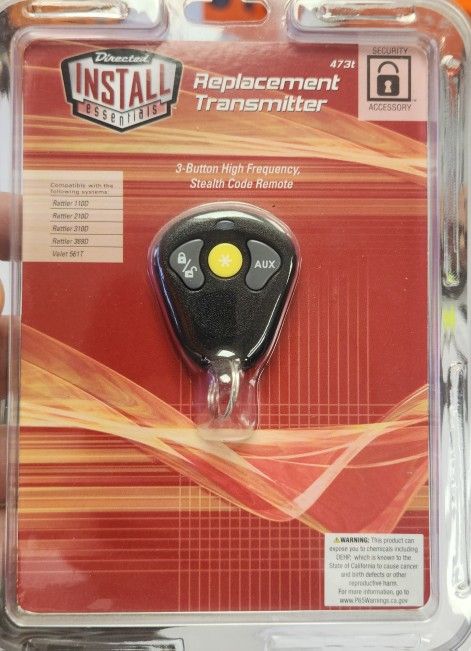 Directed
INSTALL
essentials
473t
Replacement
Transmitter
SECURITY
ACCESSORY
3-Button High Frequency,
Stealth Code Remote
Compatible with the
following systems:
Rattler 110D
Rattler 210D
Rattler 310D
Rattler 369D
Valet 561T
AUX
WARNING: This product can
expose you to chemicals including
DEHP, which is known to the
State of California to cause cancer
and birth defects or other
reproductive harm.
For more information, go to
www.P65Warnings.ca.gov